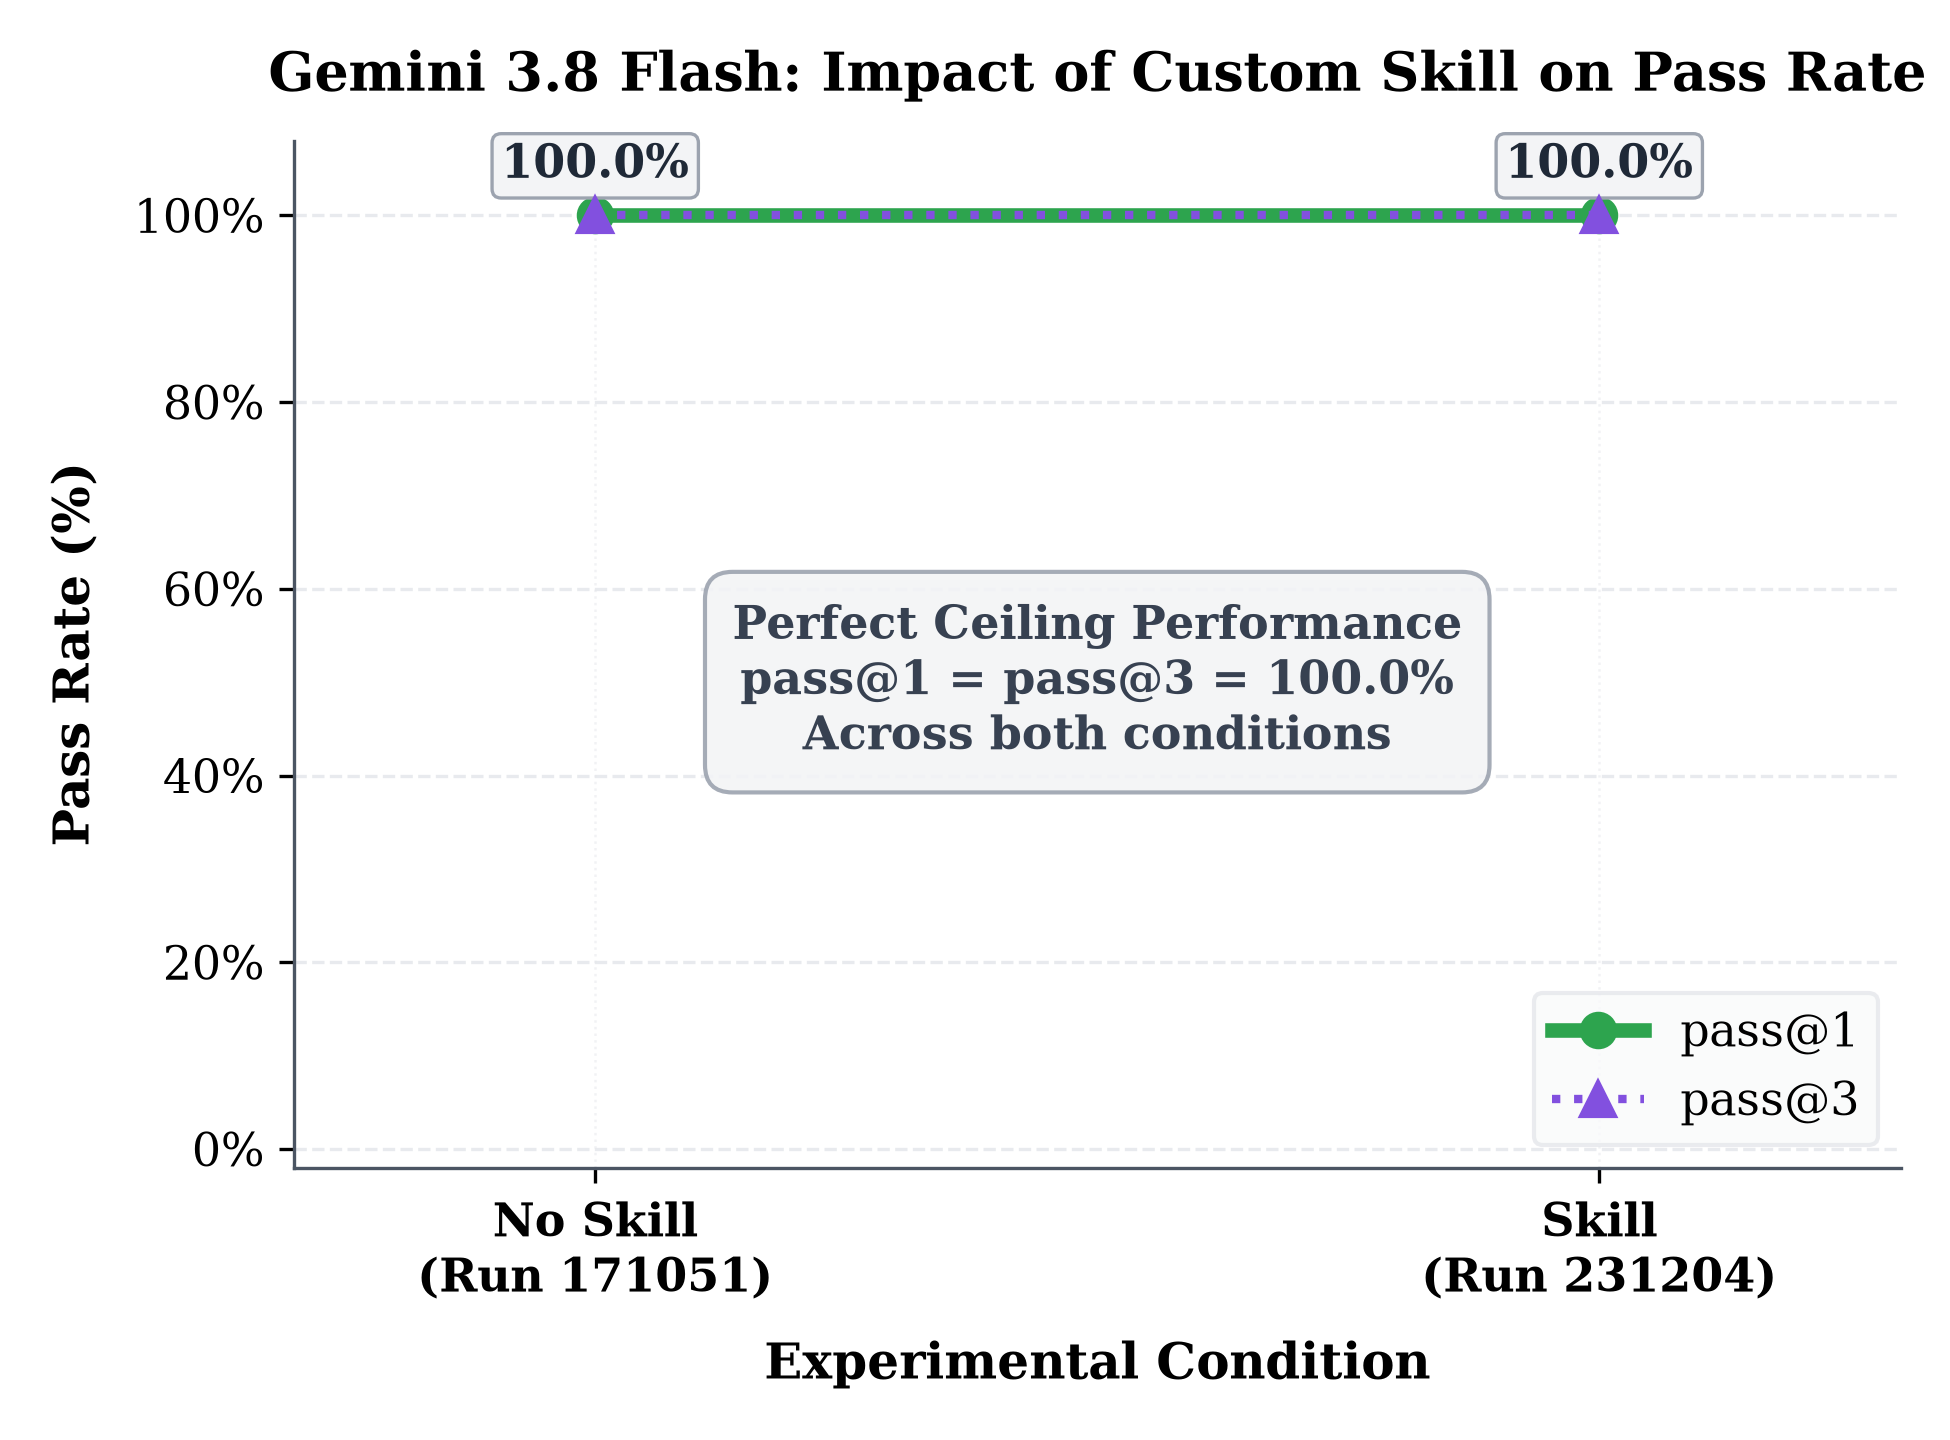 Gemini 3.8 Flash: Impact of Custom Skill on Pass Rate
100.0%
100.0%
100%
80%
60%
40%
20%
0%
Pass Rate (%)
Perfect Ceiling Performance
pass@1 = pass@3 = 100.0%
Across both conditions
pass@1
pass@3
No Skill
(Run 171051)
Skill
(Run 231204)
Experimental Condition